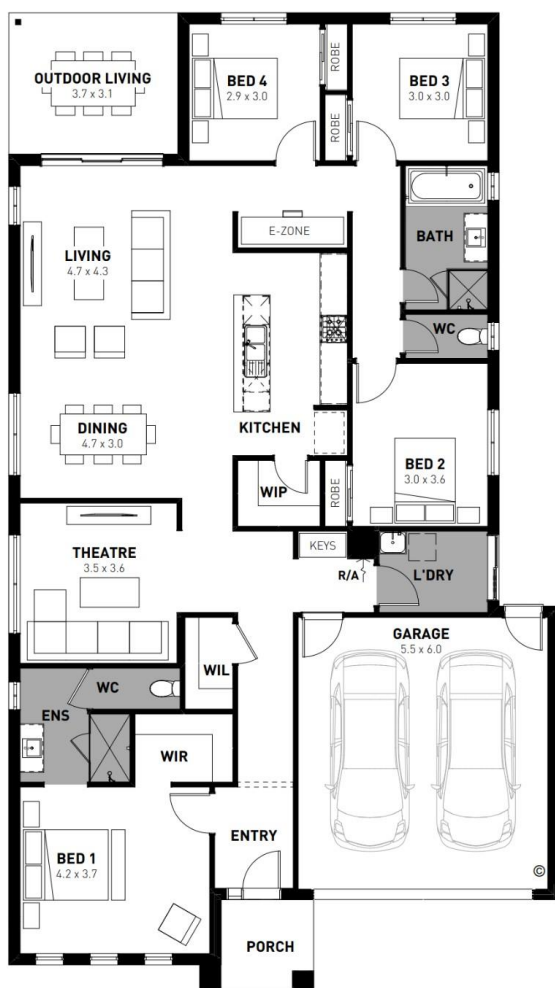 OUTDOOR LIVING
3.7 x 3.1
BED 4
2.9 x 3.0
ROBE
ROBE
BED 3
3.0 x 3.0
LIVING
4.7 x 4.3
E-ZONE
BATH
WC
DINING
4.7 x 3.0
KITCHEN
WIP
ROBE
BED 2
3.0 x 3.6
THEATRE
3.5 x 3.6
KEYS
R/A
L'DRY
GARAGE
5.5 x 6.0
WIL
WC
ENS
WIR
BED 1
4.2 x 3.7
ENTRY
©
PORCH